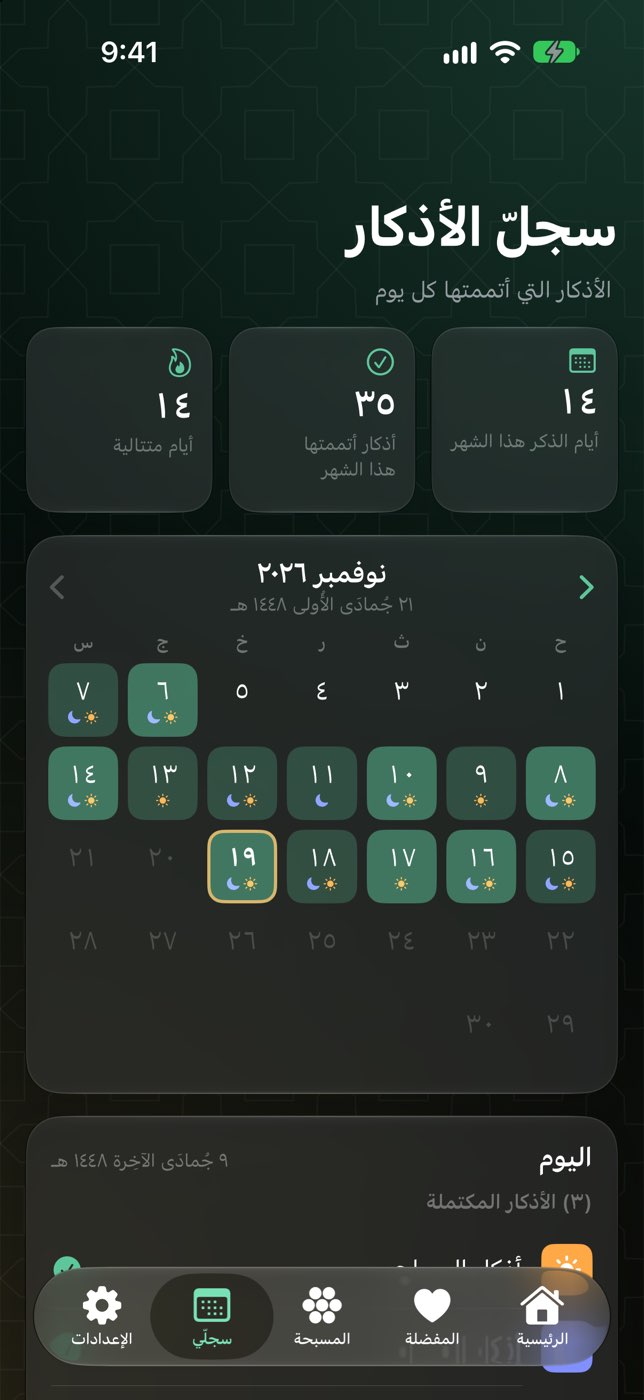 9:41
سجلّ الأذكار
الأذكار التي أتممتها كل يوم
١٤
أيام الذكر هذا الشهر
٣٥
أذكار أتممتها
هذا الشهر
١٤
أيام متتالية
نوفمبر ٢٠٢٦
٢١ جُمادَى الأُولى ١٤٤٨ هـ
ح ن ث ر خ ج س
١ ٢ ٣ ٤ ٥ ٦ ٧
٨ ٩ ١٠ ١١ ١٢ ١٣ ١٤
١٥ ١٦ ١٧ ١٨ ١٩ ٢٠ ٢١
٢٢ ٢٣ ٢٤ ٢٥ ٢٦ ٢٧ ٢٨
٢٩ ٣٠
اليوم
٩ جُمادَى الآخِرة ١٤٤٨ هـ
(٣) الأذكار المكتملة
الرئيسية
المفضلة
المسبحة
سجلّي
الإعدادات